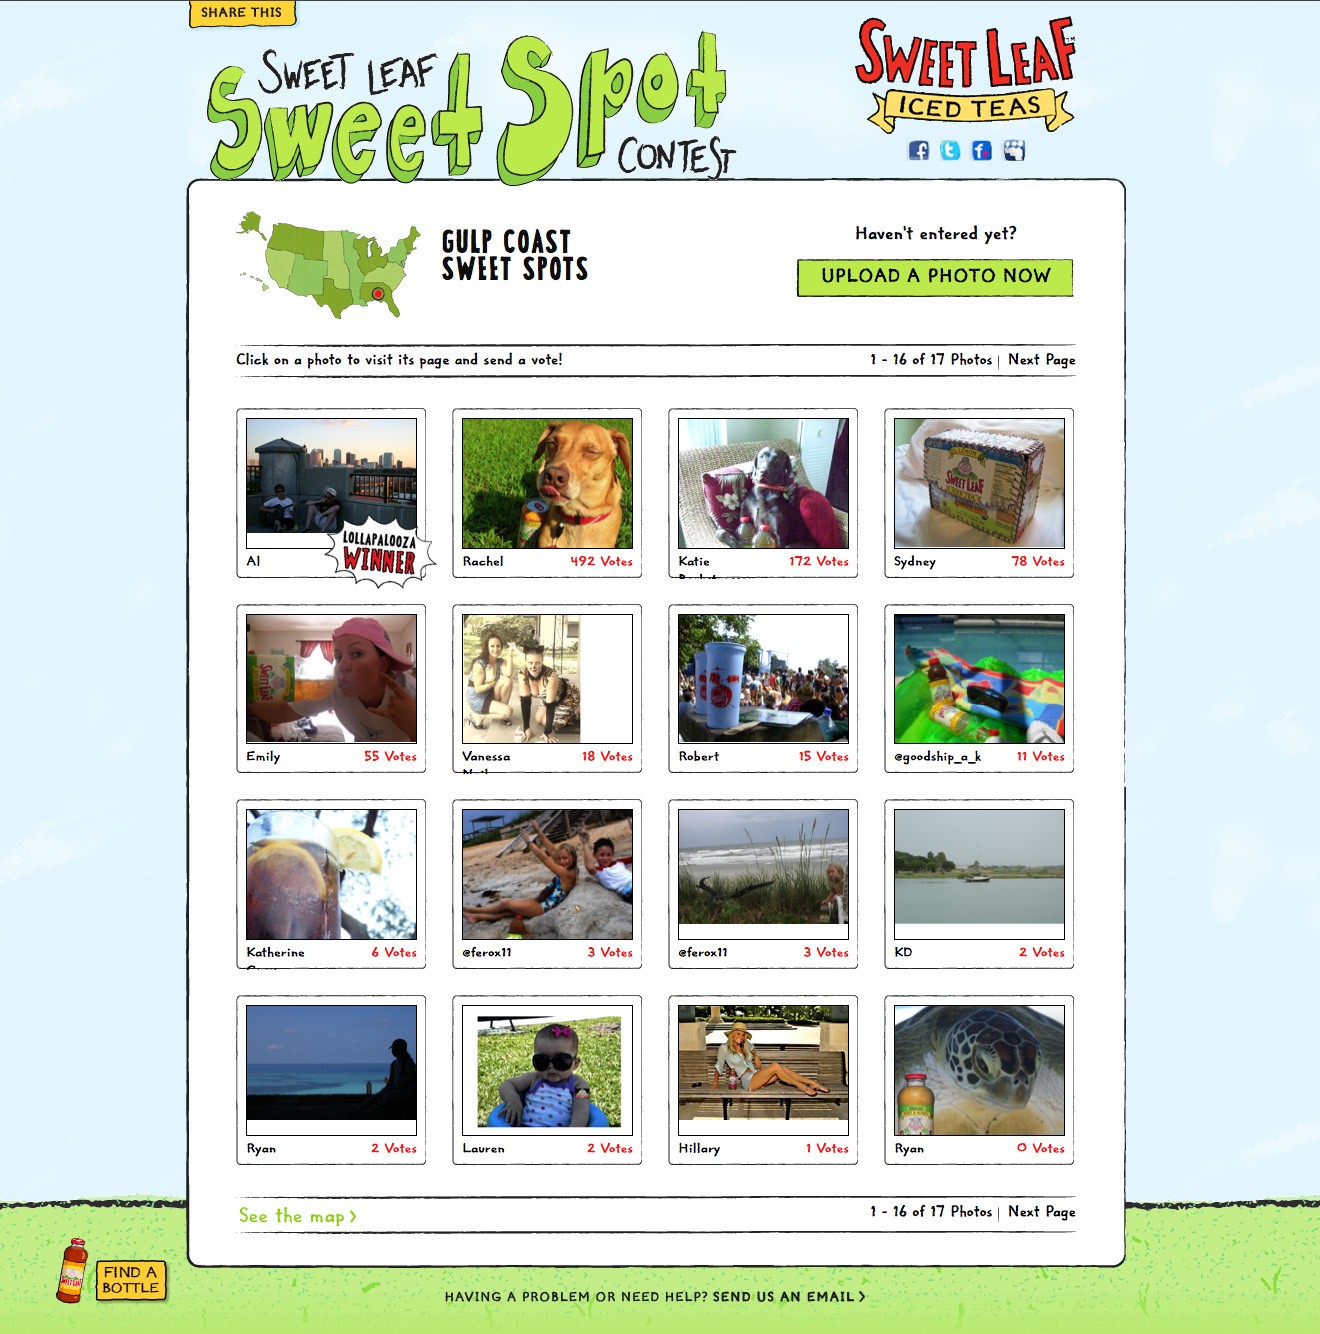 SHARE THIS
SWEET LEAF
Sweet Spot
CONTEST
SWEET LEAF
ICED TEAS
GULP COAST
SWEET SPOTS
Haven't entered yet?
UPLOAD A PHOTO NOW
Click on a photo to visit its page and send a vote!
1 - 16 of 17 Photos | Next Page
LOLLAPALOOZA
WINNER
Al
Rachel 492 Votes
Katie 172 Votes
SWEET LEAF
Sydney 78 Votes
Emily 55 Votes
Vanessa 18 Votes
Robert 15 Votes
@goodship_a_k 11 Votes
Katherine 6 Votes
@ferox11 3 Votes
@ferox11 3 Votes
KD 2 Votes
Ryan 2 Votes
Lauren 2 Votes
Hillary 1 Votes
Ryan 0 Votes
See the map >
1 - 16 of 17 Photos | Next Page
FIND A
BOTTLE
HAVING A PROBLEM OR NEED HELP? SEND US AN EMAIL >